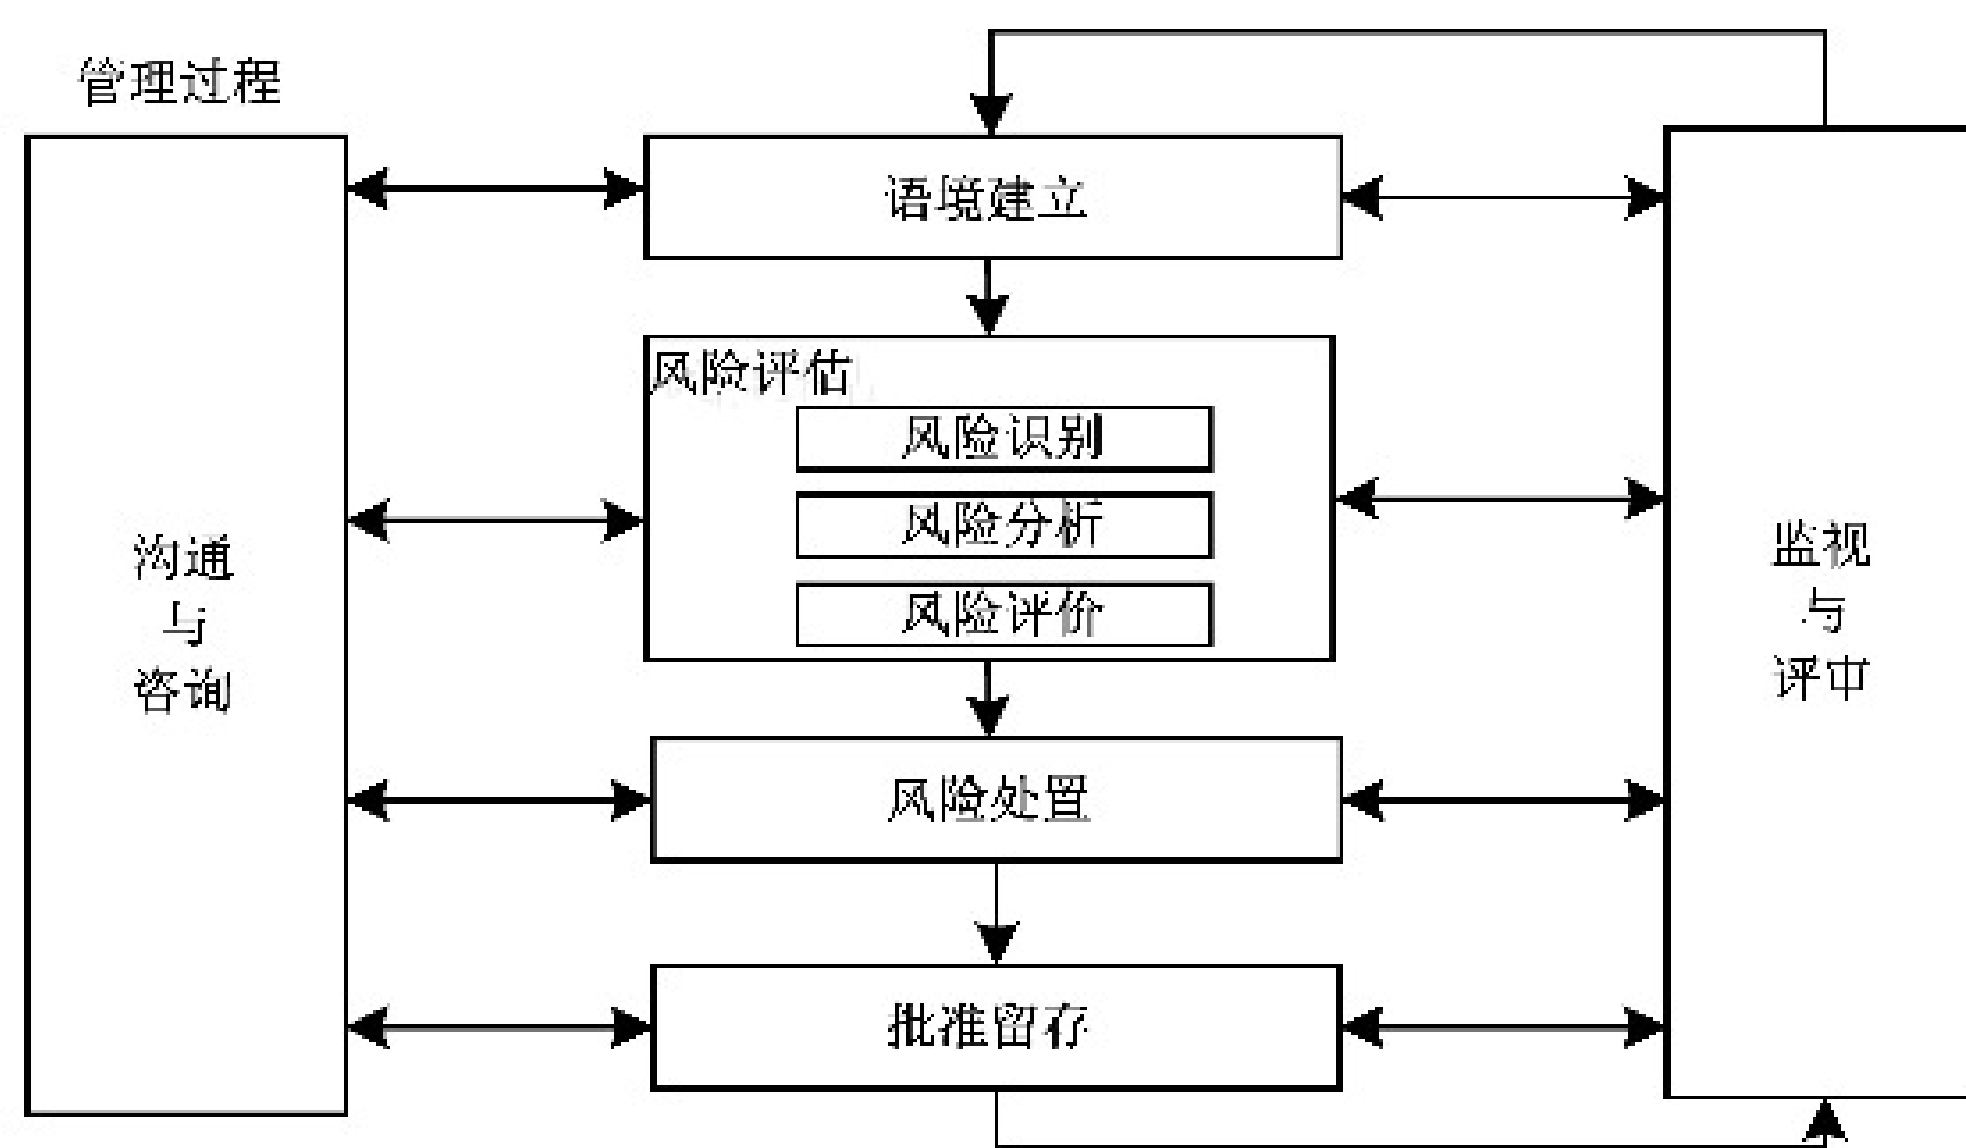 管理过程
语境建立
风险评估
风险识别
风险分析
风险评价
沟通
与
咨询
监视
与
评审
风险处置
批准留存